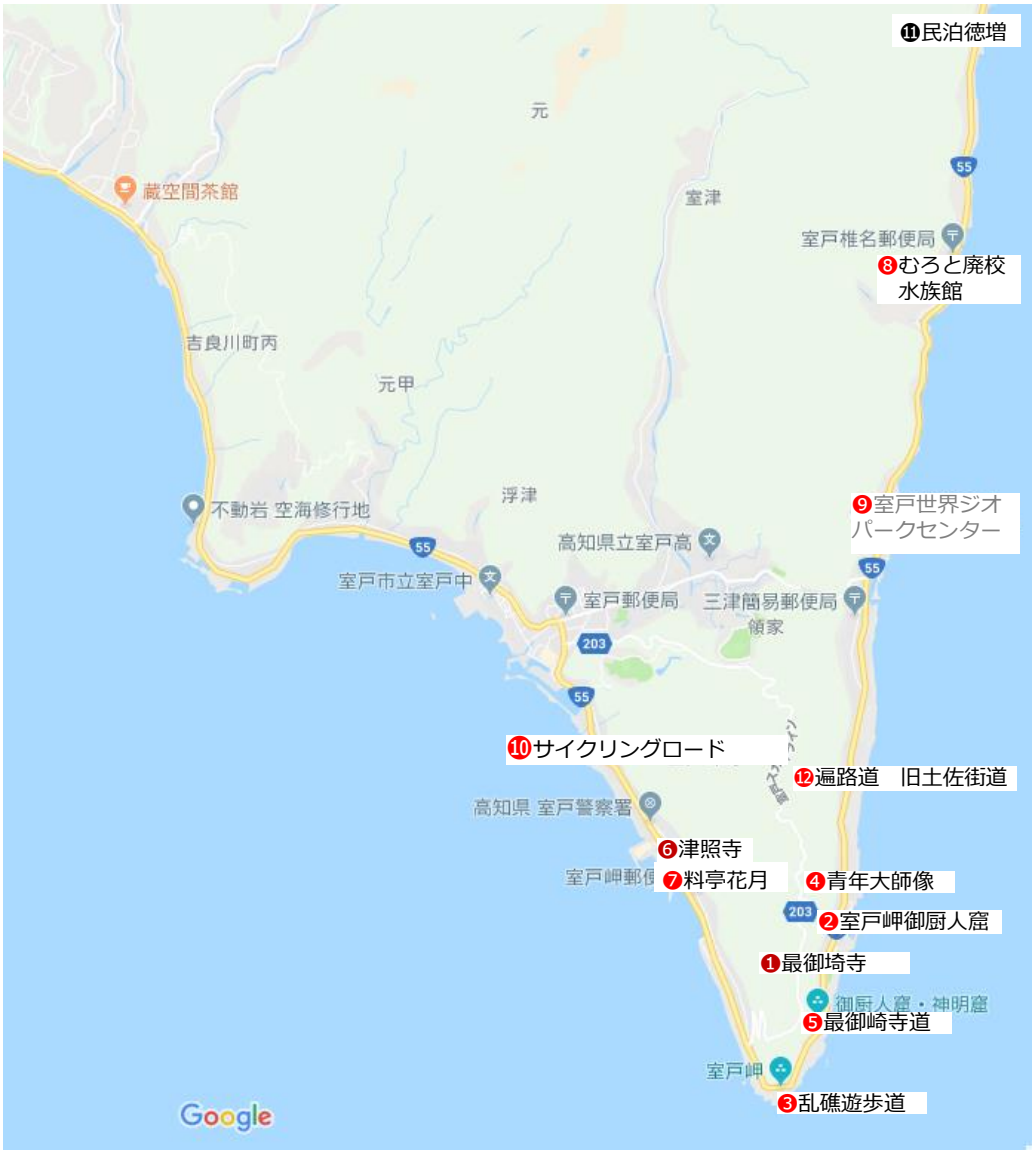 ⓫民泊徳増
元
55
蔵空間茶館
室津
室戸椎名郵便局
❽むろと廃校
水族館
吉良川町丙
元甲
浮津
❾室戸世界ジオ
パークセンター
不動岩 空海修行地
高知県立室戸高
55
55
室戸市立室戸中
室戸郵便局
三津簡易郵便局
領家
203
55
❿サイクリングロード
⓬遍路道　旧土佐街道
高知県 室戸警察署
❻津照寺
室戸岬郵便
❼料亭花月
❹青年大師像
203
❷室戸岬御厨人窟
❶最御埼寺
御厨人窟・神明窟
❺最御崎寺道
室戸岬
❸乱礁遊歩道
Google